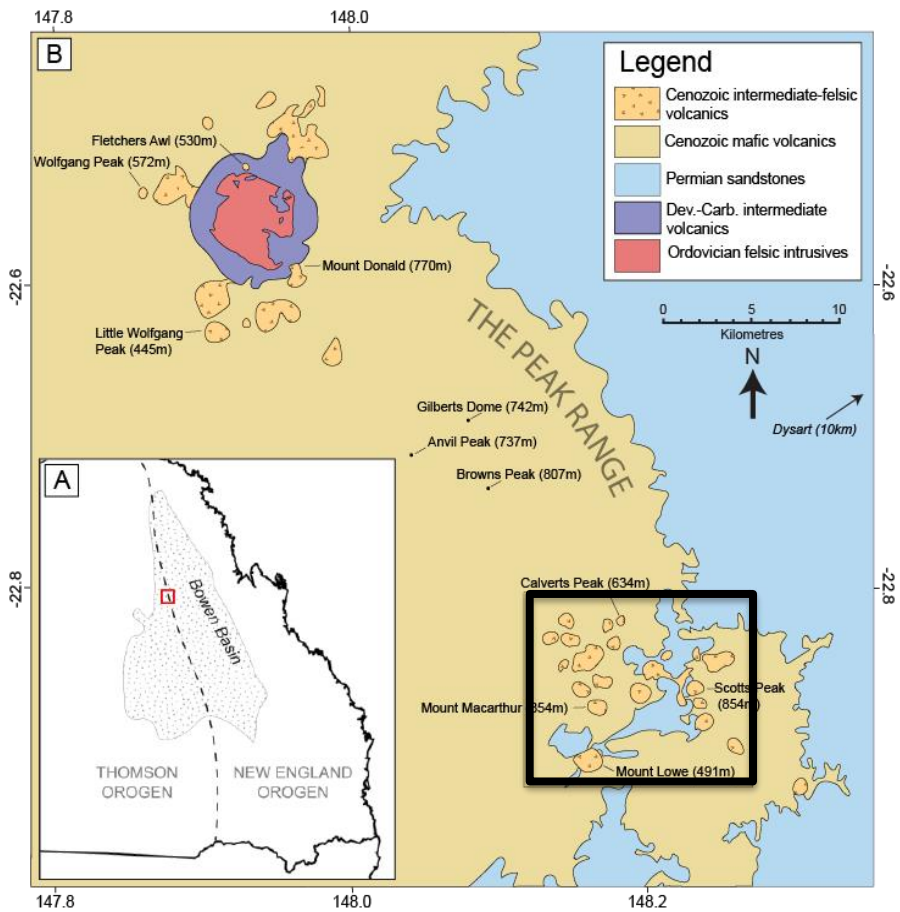 147.8
148.0
B
Legend
Cenozoic intermediate-felsic
volcanics
Cenozoic mafic volcanics
Permian sandstones
Dev.-Carb. intermediate
volcanics
Ordovician felsic intrusives
Fletchers Awl (530m)
Wolfgang Peak (572m)
Mount Donald (770m)
-22.6
-22.6
0
5
10
Kilometres
N
Little Wolfgang
Peak (445m)
THE PEAK RANGE
Gilberts Dome (742m)
Anvil Peak (737m)
Browns Peak (807m)
Dysart (10km)
A
Bowen Basin
THOMSON
OROGEN
NEW ENGLAND
OROGEN
-22.8
-22.8
Calverts Peak (634m)
Scotts Peak
(854m)
Mount Macarthur
Mount Lowe (491m)
147.8
148.0
148.2